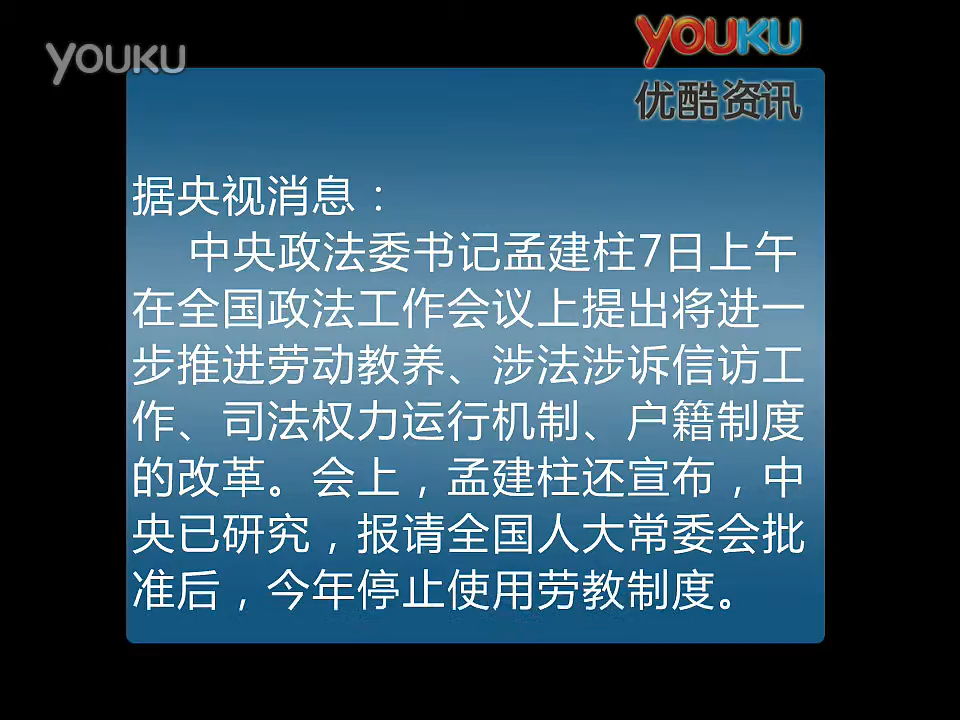 YOUKU
YOUKU
优酷资讯
据央视消息：
中央政法委书记孟建柱7日上午
在全国政法工作会议上提出将进一
步推进劳动教养、涉法涉诉信访工
作、司法权力运行机制、户籍制度
的改革。会上，孟建柱还宣布，中
央已研究，报请全国人大常委会批
准后，今年停止使用劳教制度。